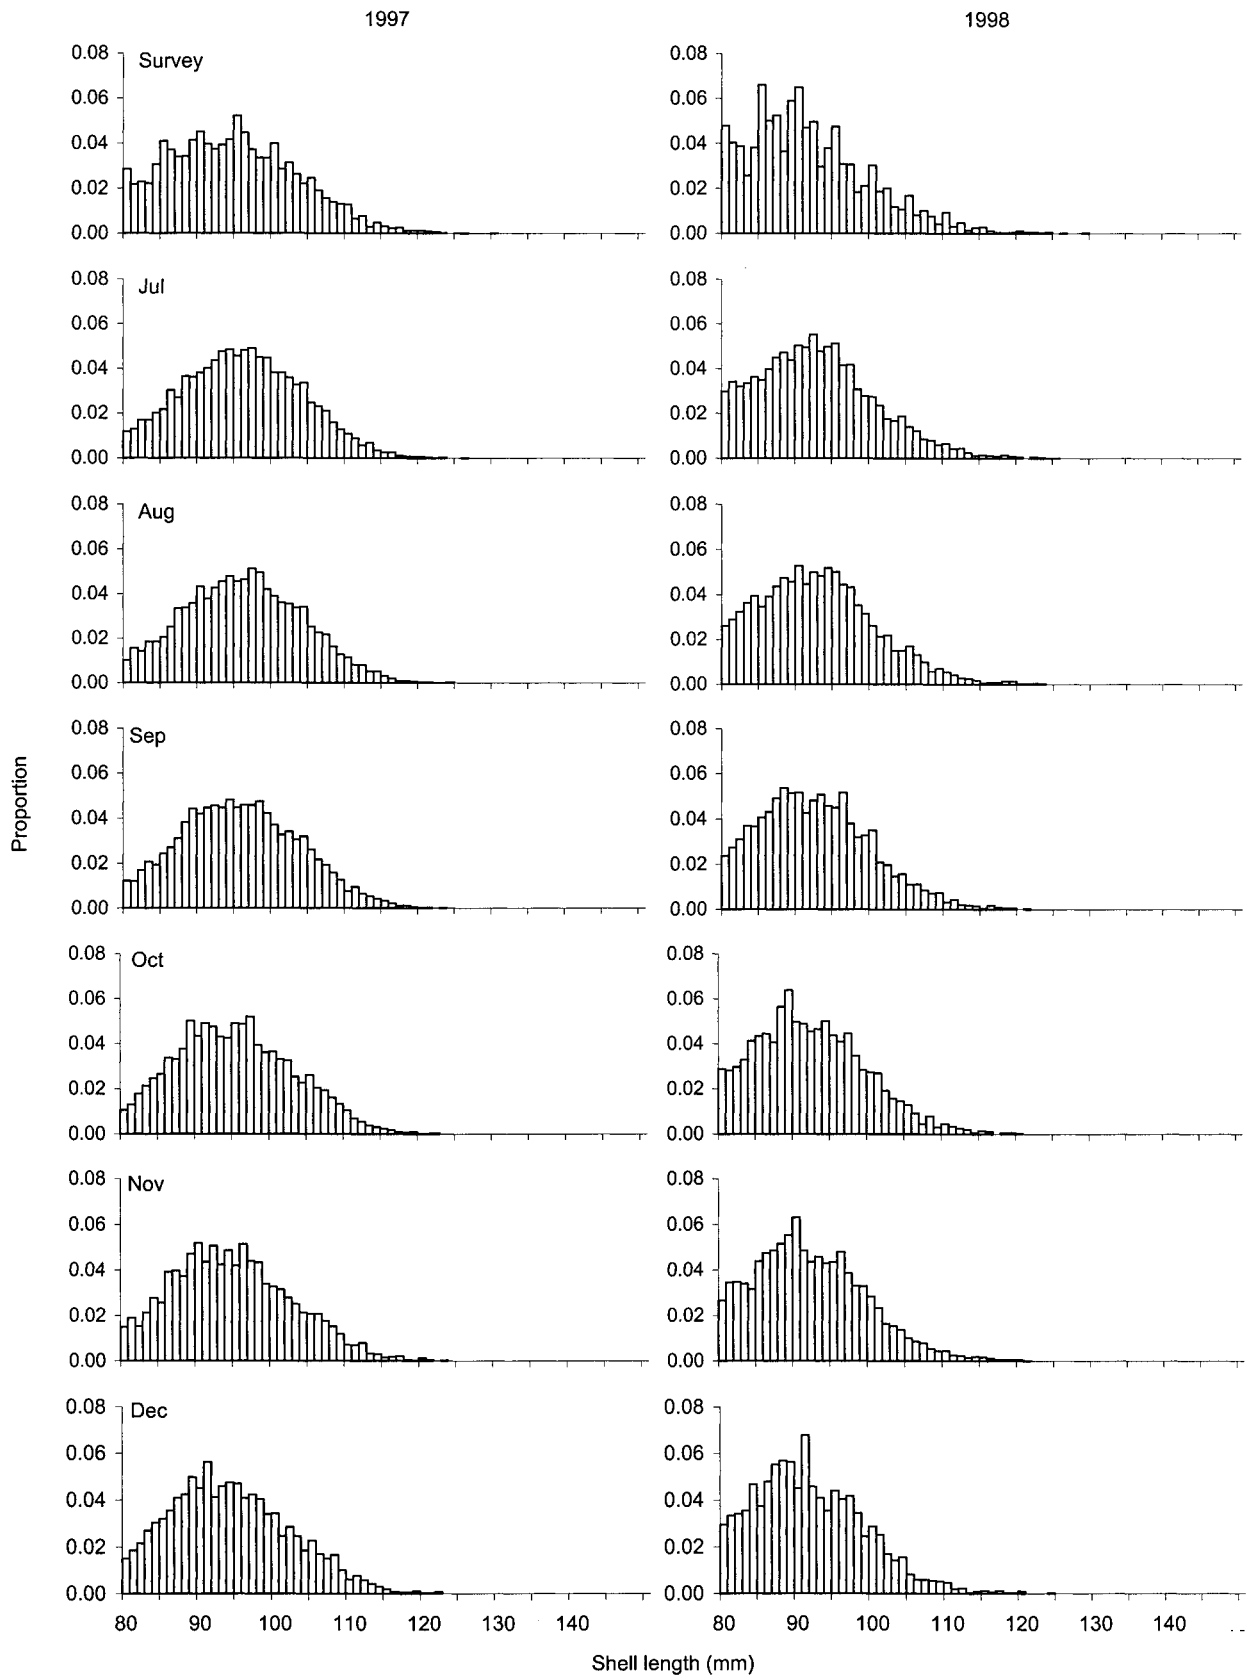 1997 1998
0.08 Survey 0.08
0.06 0.06
0.04 0.04
0.02 0.02
0.00 0.00
0.08 Jul 0.08
0.06 0.06
0.04 0.04
0.02 0.02
0.00 0.00
0.08 Aug 0.08
0.06 0.06
0.04 0.04
0.02 0.02
0.00 0.00
0.08 Sep 0.08
0.06 0.06
0.04 0.04
0.02 0.02
0.00 0.00
Proportion
0.08 Oct 0.08
0.06 0.06
0.04 0.04
0.02 0.02
0.00 0.00
0.08 Nov 0.08
0.06 0.06
0.04 0.04
0.02 0.02
0.00 0.00
0.08 Dec 0.08
0.06 0.06
0.04 0.04
0.02 0.02
0.00 0.00
80 90 100 110 120 130 140 80 90 100 110 120 130 140
Shell length (mm)